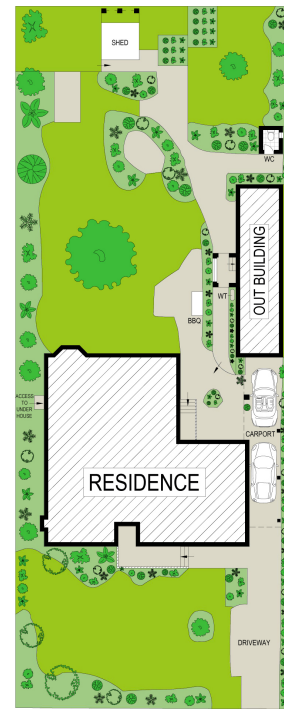 SHED
WC
OUT BUILDING
WT
BBQ
ACCESS
TO
UNDER
HOUSE
CARPORT
RESIDENCE
DRIVEWAY